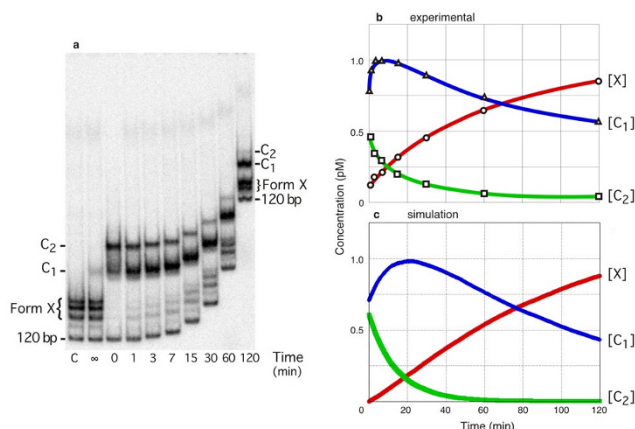 a
C₂
C₁
Form X
120 bp
C₂
C₁
Form X
120 bp
C ∞ 0 1 3 7 15 30 60 120 Time
(min)
b experimental
1.0
0.5
0
[X]
[C₁]
[C₂]
Concentration (pM)
c simulation
1.0
0.5
[X]
[C₁]
[C₂]
20 40 60 80 100 120
Time (min)